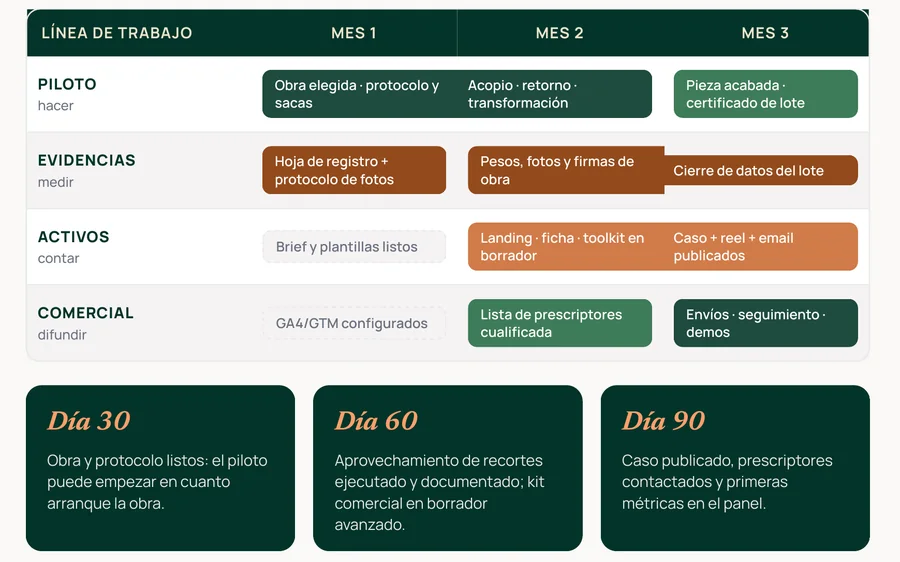 LÍNEA DE TRABAJO MES 1 MES 2 MES 3
PILOTO
hacer
Obra elegida · protocolo y
sacas
Acopio · retorno ·
transformación
Pieza acabada ·
certificado de lote
EVIDENCIAS
medir
Hoja de registro +
protocolo de fotos
Pesos, fotos y firmas de
obra
Cierre de datos del lote
ACTIVOS
contar
Brief y plantillas listos
Landing · ficha · toolkit en
borrador
Caso + reel + email
publicados
COMERCIAL
difundir
GA4/GTM configurados
Lista de prescriptores
cualificada
Envíos · seguimiento ·
demos
Día 30
Obra y protocolo listos: el piloto
puede empezar en cuanto
arranque la obra.
Día 60
Aprovechamiento de recortes
ejecutado y documentado; kit
comercial en borrador
avanzado.
Día 90
Caso publicado, prescriptores
contactados y primeras
métricas en el panel.